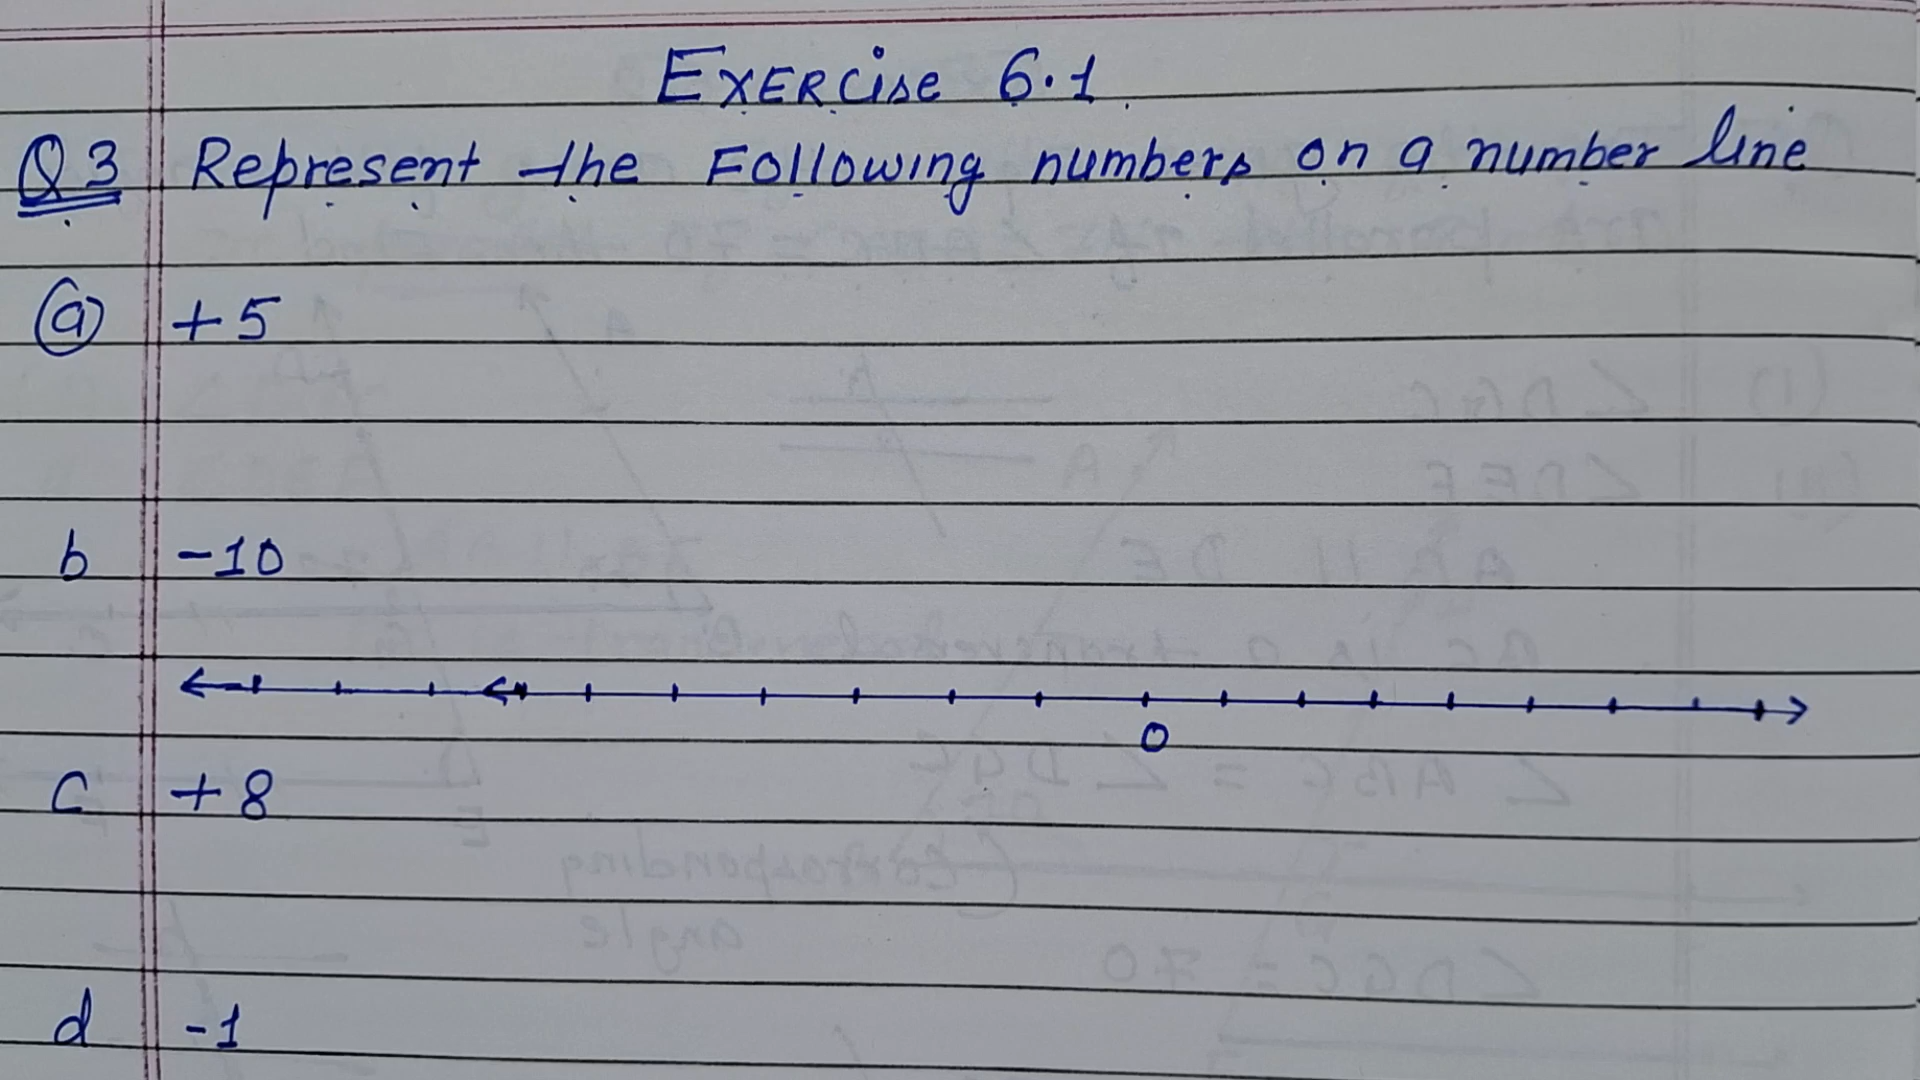 Exercise 6.1
Q3 Represent the Following numbers on a number line
a +5
b -10
0
c +8
d -1